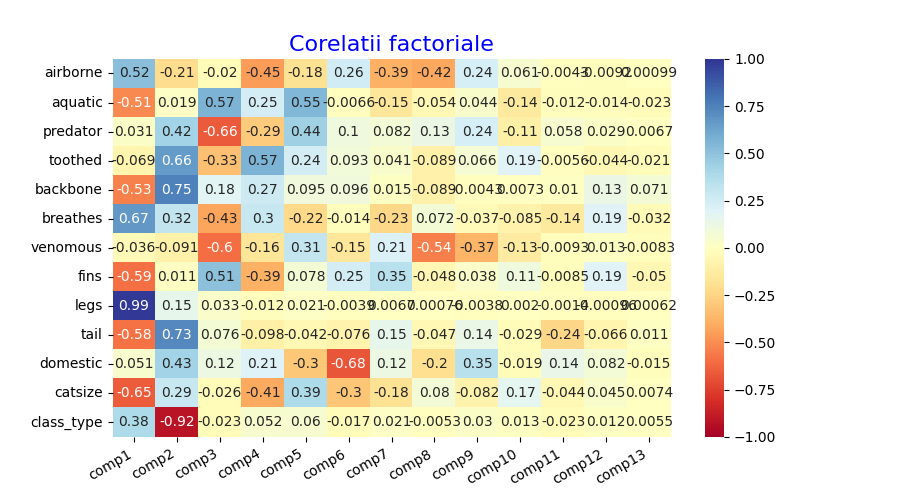 Corelatii factoriale
airborne 0.52 -0.21 -0.02 -0.45 -0.18 0.26 -0.39 -0.42 0.24 0.061 -0.0043 -0.0092 0.00099
aquatic -0.51 0.019 0.57 0.25 0.55 -0.0066 -0.15 -0.054 0.044 -0.14 -0.012 -0.014 -0.023
predator 0.031 0.42 -0.66 -0.29 0.44 0.1 0.082 0.13 0.24 -0.11 0.058 0.029 0.0067
toothed -0.069 0.66 -0.33 0.57 0.24 0.093 0.041 -0.089 0.066 0.19 -0.0056 -0.044 -0.021
backbone -0.53 0.75 0.18 0.27 0.095 0.096 0.015 -0.089 0.0043 0.0073 0.01 0.13 0.071
breathes 0.67 0.32 -0.43 0.3 -0.22 -0.014 -0.23 0.072 -0.037 -0.085 -0.14 0.19 -0.032
venomous -0.036 -0.091 -0.6 -0.16 0.31 -0.15 0.21 -0.54 -0.37 -0.13 -0.0093 0.013 -0.0083
fins -0.59 0.011 0.51 -0.39 0.078 0.25 0.35 -0.048 0.038 0.11 -0.0085 0.19 -0.05
legs 0.99 0.15 0.033 -0.012 0.021 -0.0039 -0.0038 -0.002 -0.0014 0.00062
tail -0.58 0.73 0.076 -0.098 -0.042 -0.076 0.15 -0.047 0.14 -0.029 -0.24 -0.066 0.011
domestic 0.051 0.43 0.12 0.21 -0.3 -0.68 0.12 -0.2 0.35 -0.019 0.14 0.082 -0.015
catsize -0.65 0.29 -0.026 -0.41 0.39 -0.3 -0.18 0.08 -0.082 0.17 -0.044 0.045 0.0074
class_type 0.38 -0.92 -0.023 0.052 0.06 -0.017 0.021 -0.0053 0.03 0.013 -0.023 0.012 0.0055
comp1 comp2 comp3 comp4 comp5 comp6 comp7 comp8 comp9 comp10 comp11 comp12 comp13
1.00
0.75
0.50
0.25
0.00
−0.25
−0.50
−0.75
−1.00